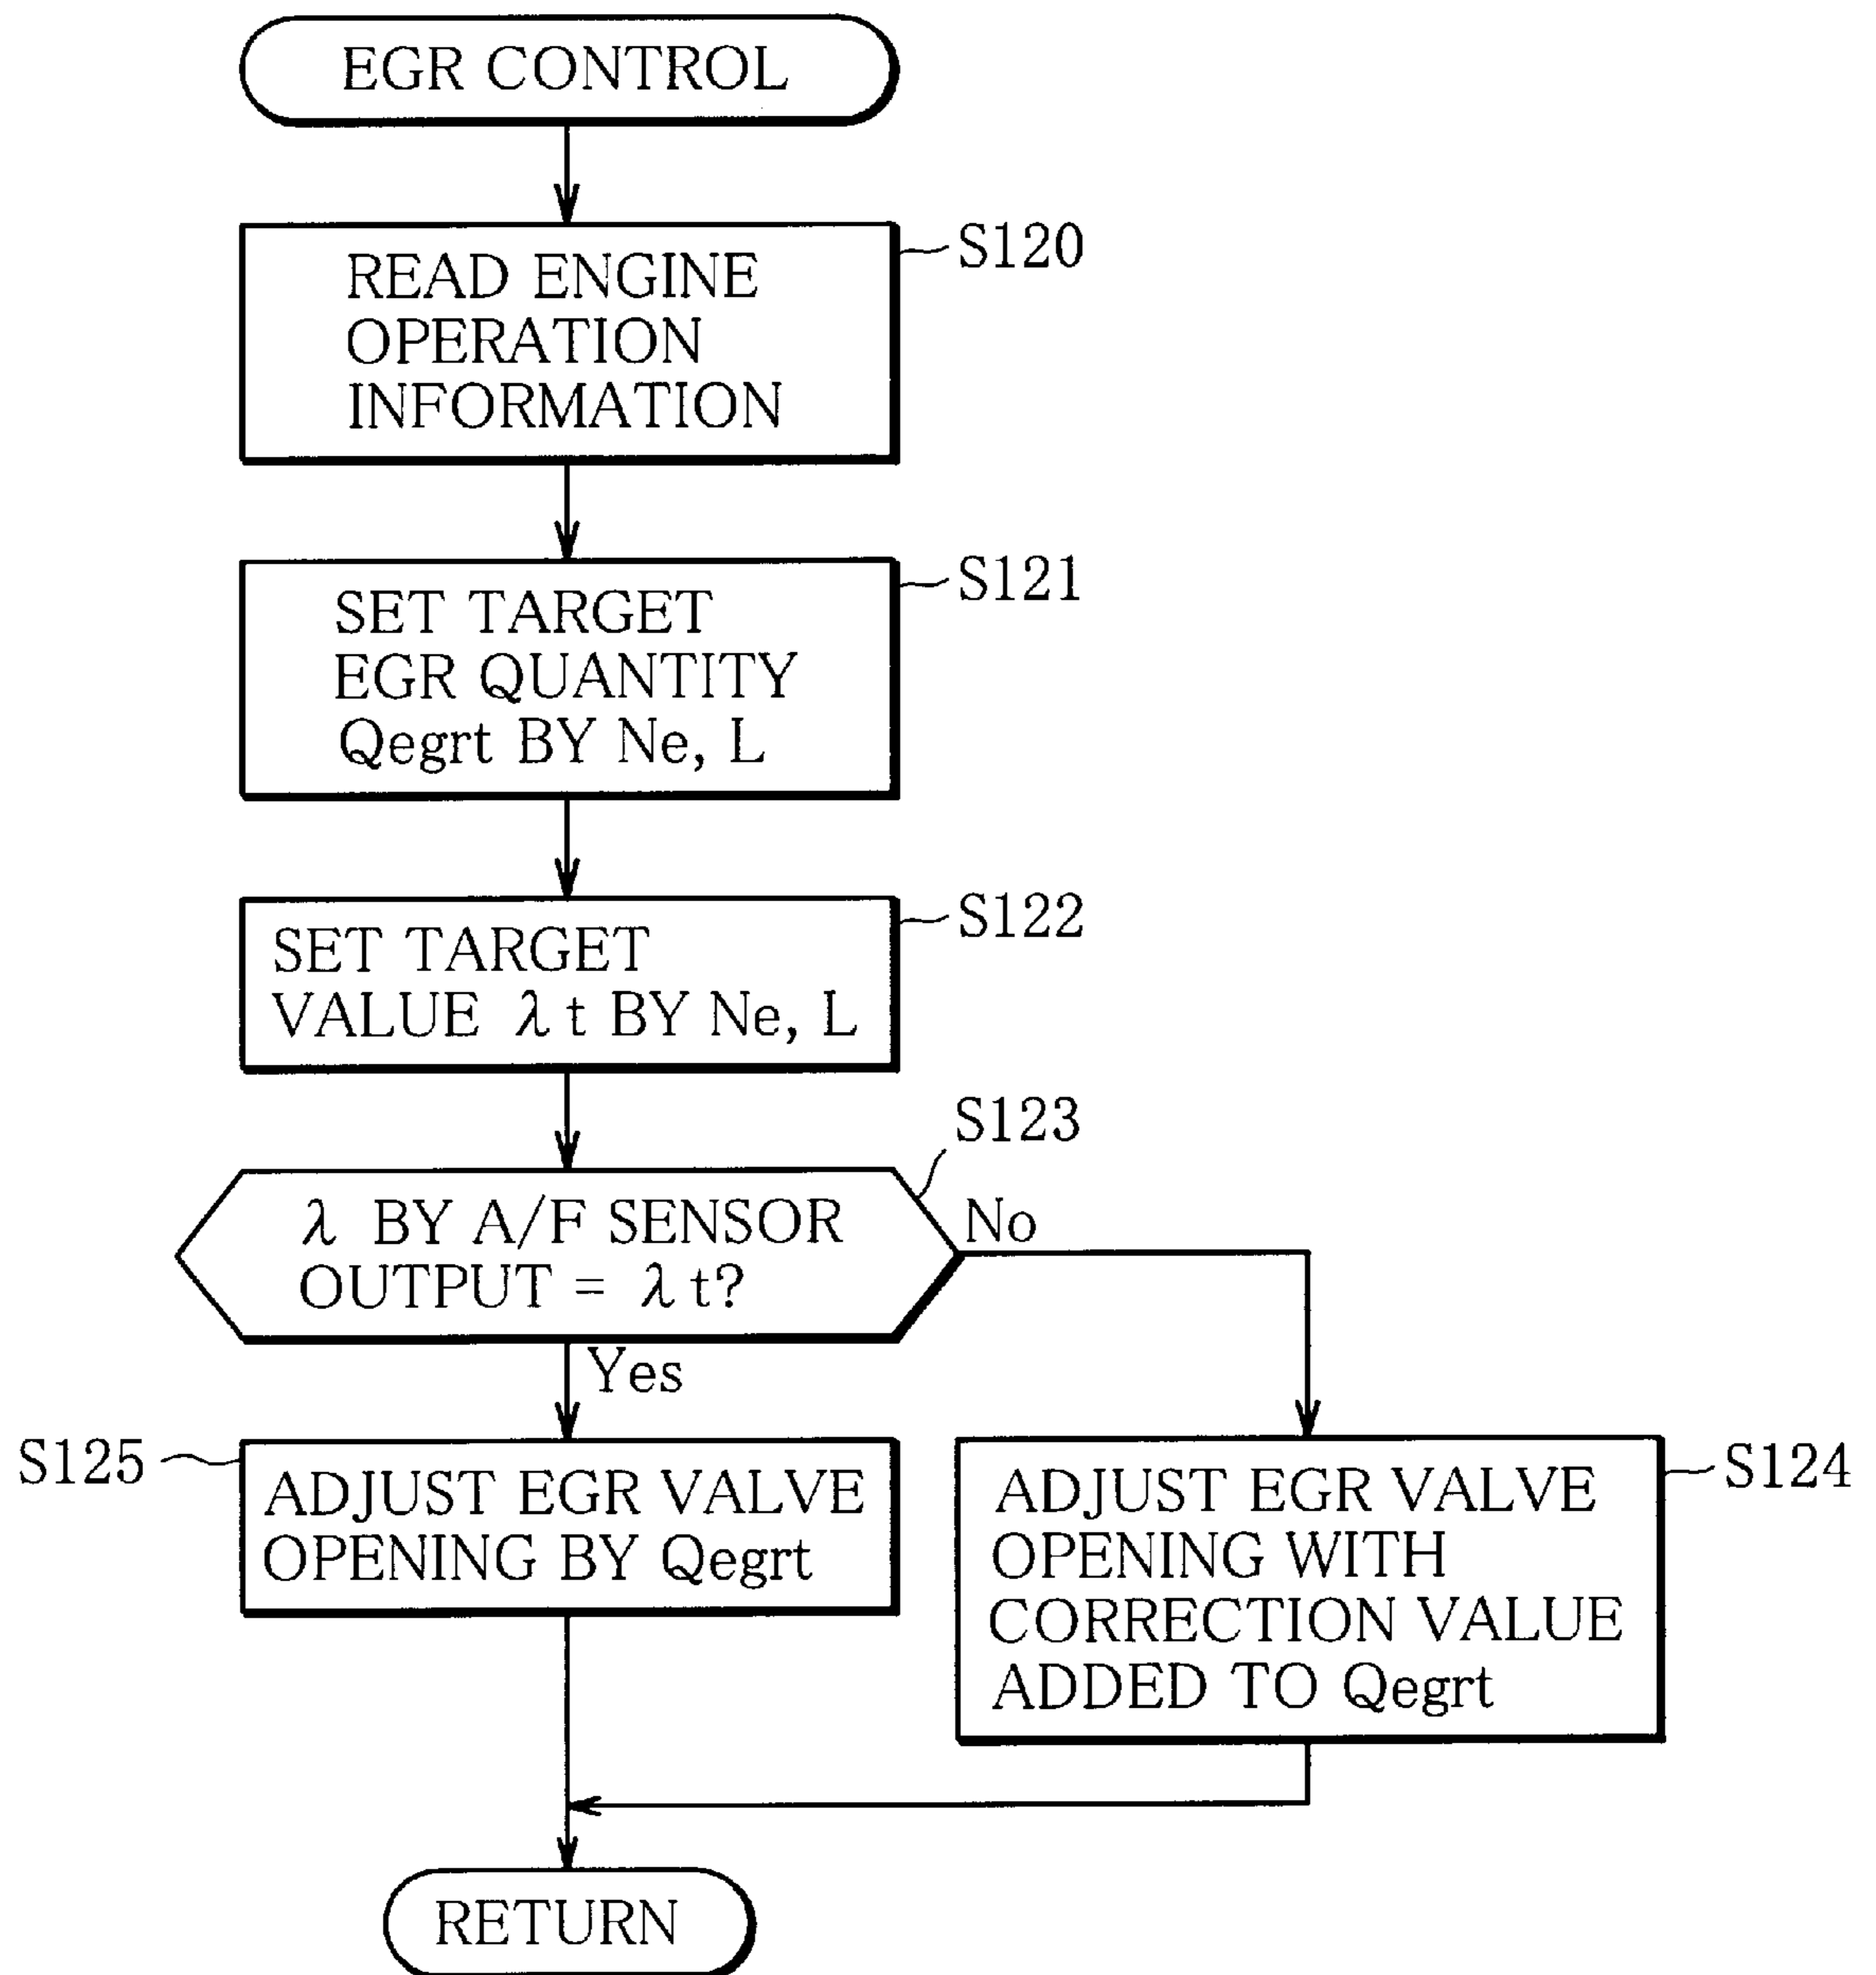 EGR CONTROL
S120
READ ENGINE
OPERATION
INFORMATION
S121
SET TARGET
EGR QUANTITY
Qegrt BY Ne, L
S122
SET TARGET
VALUE λt BY Ne, L
S123
λ BY A/F SENSOR
OUTPUT = λt?
No
Yes
S125
ADJUST EGR VALVE
OPENING BY Qegrt
S124
ADJUST EGR VALVE
OPENING WITH
CORRECTION VALUE
ADDED TO Qegrt
RETURN